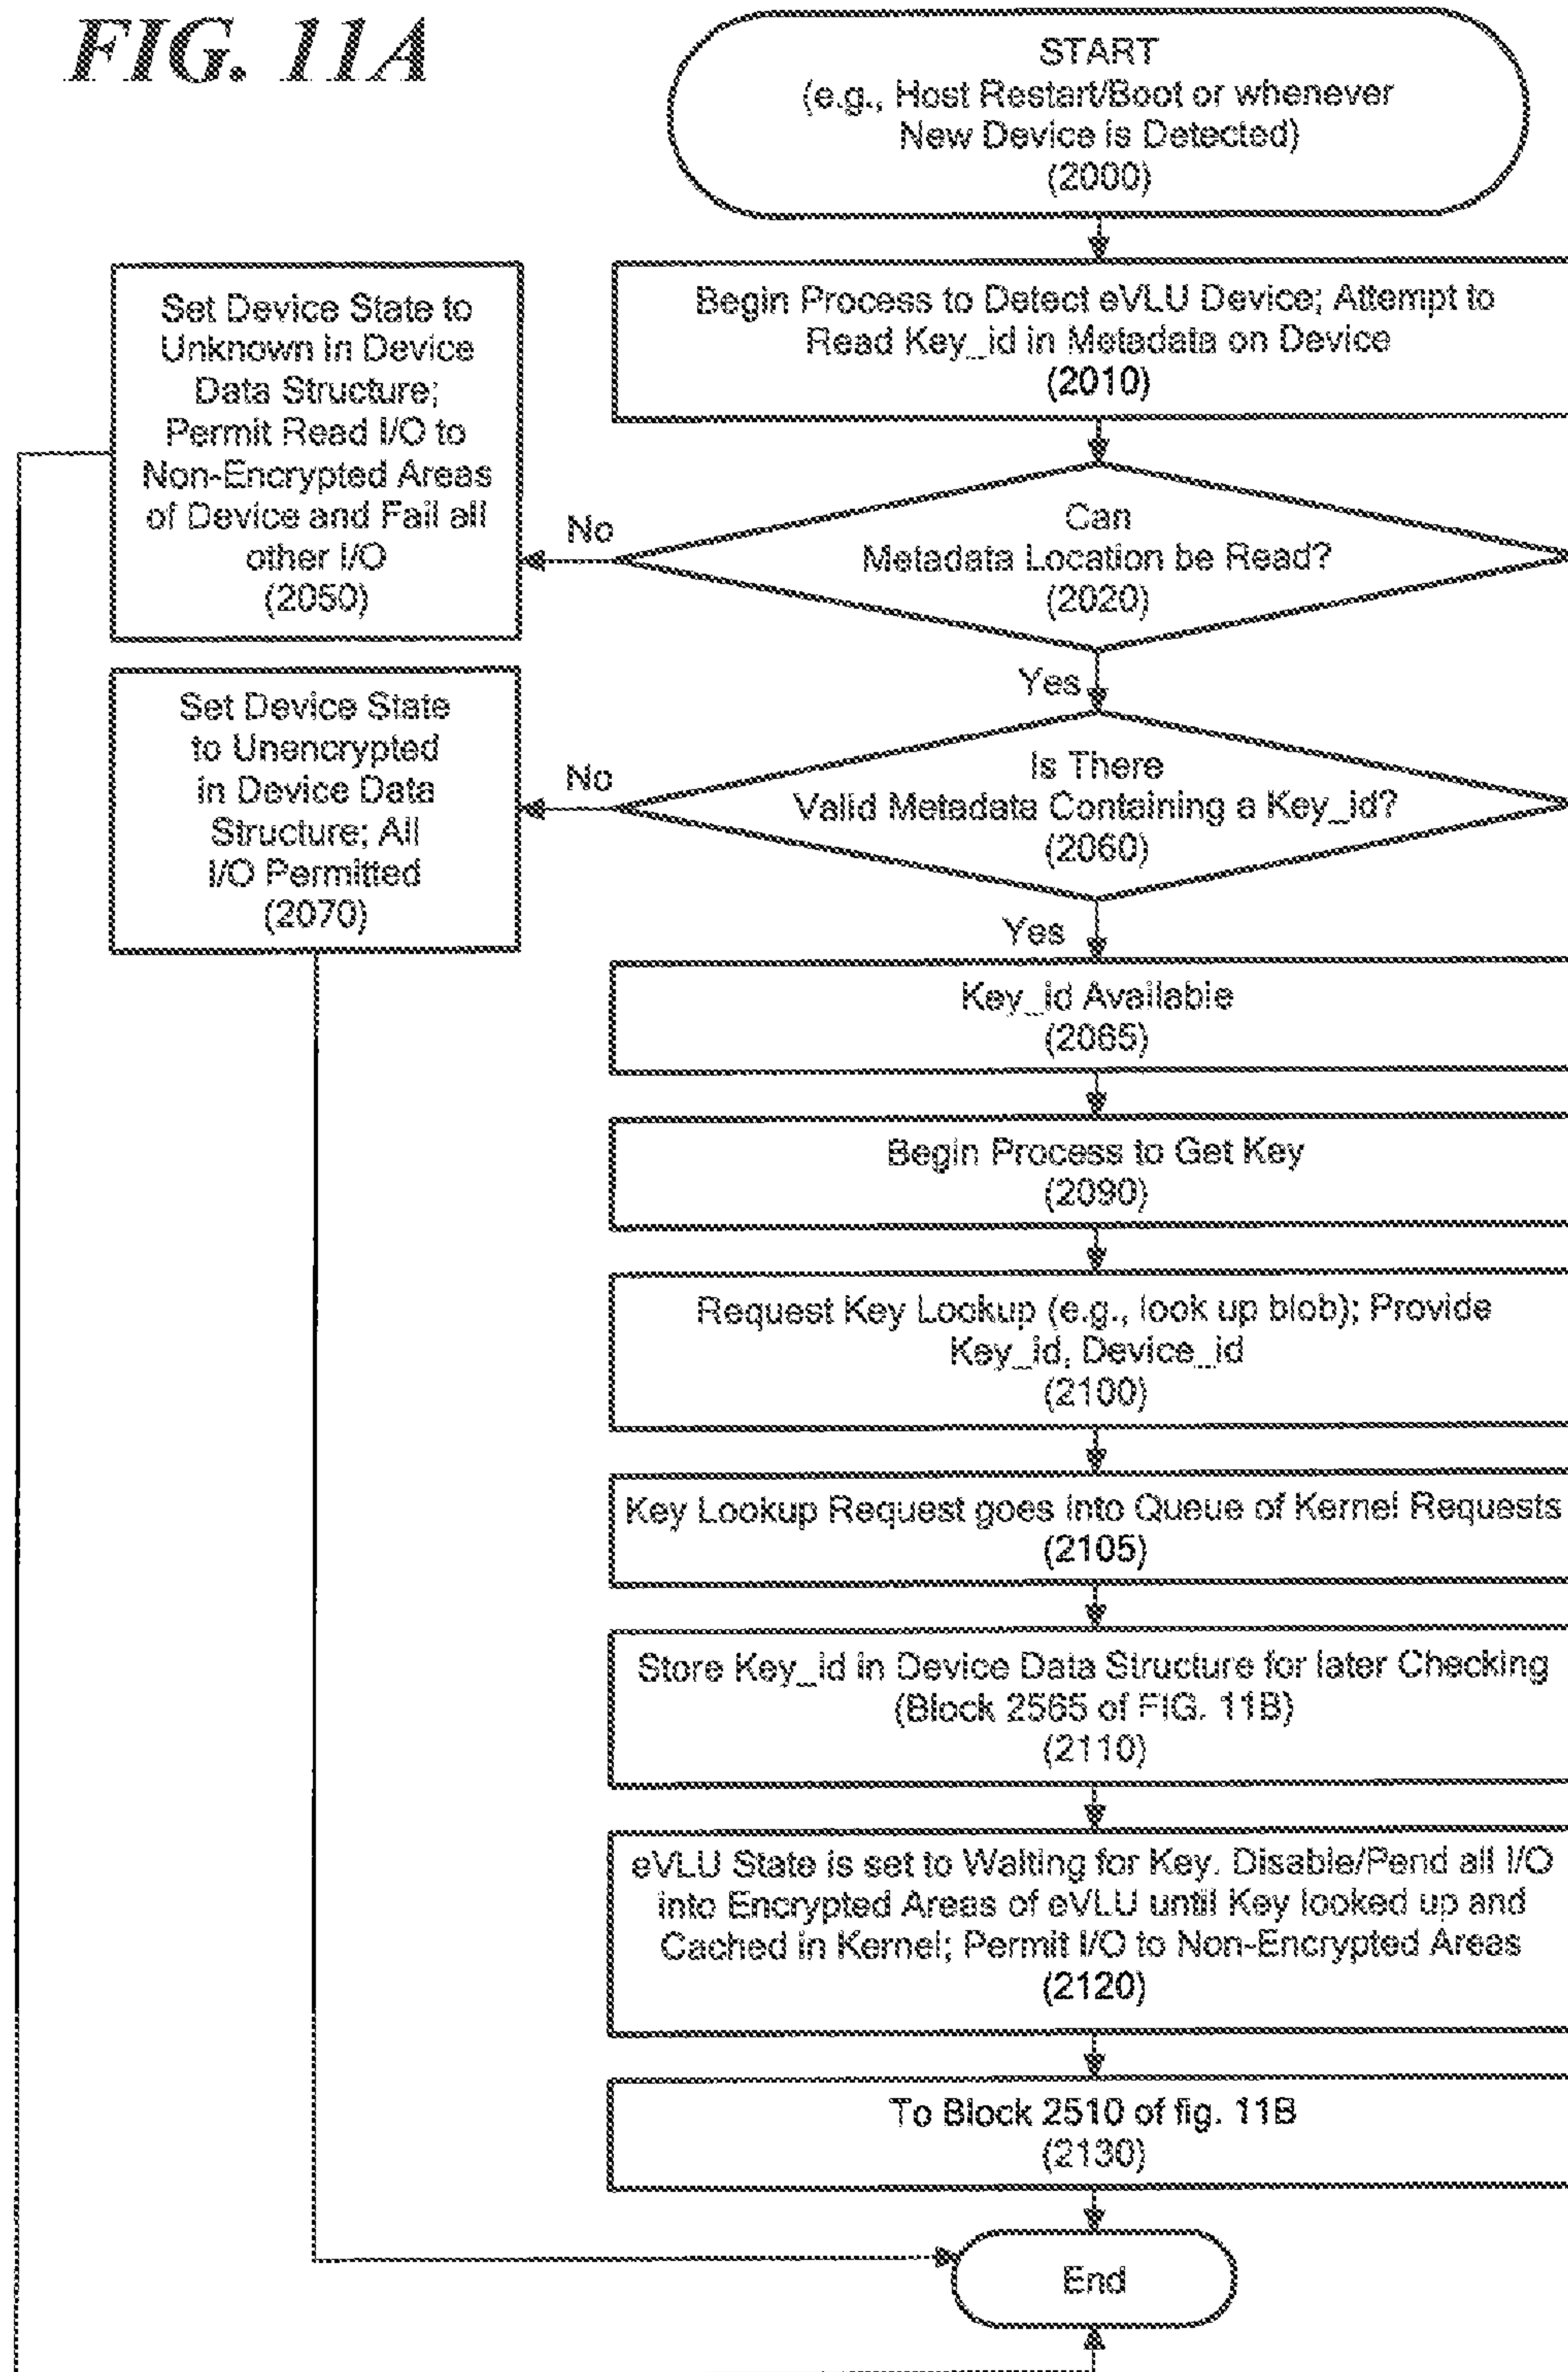 FIG. 11A
START
(e.g., Host Restart/Boot or whenever
New Device is Detected)
(2000)
Begin Process to Detect eVLU Device; Attempt to
Read Key_id in Metadata on Device
(2010)
Set Device State to
Unknown in Device
Data Structure;
Permit Read I/O to
Non-Encrypted Areas
of Device and Fail all
other I/O
(2050)
No
Can
Metadata Location be Read?
(2020)
Yes
Set Device State
to Unencrypted
in Device Data
Structure; All
I/O Permitted
(2070)
No
Is There
Valid Metadata Containing a Key_id?
(2060)
Yes
Key_id Available
(2065)
Begin Process to Get Key
(2090)
Request Key Lookup (e.g., look up blob); Provide
Key_id, Device_id
(2100)
Key Lookup Request goes into Queue of Kernel Requests
(2105)
Store Key_id in Device Data Structure for later Checking
(Block 2565 of FIG. 11B)
(2110)
eVLU State is set to Waiting for Key. Disable/Pend all I/O
into Encrypted Areas of eVLU until Key looked up and
Cached in Kernel; Permit I/O to Non-Encrypted Areas
(2120)
To Block 2510 of fig. 11B
(2130)
End